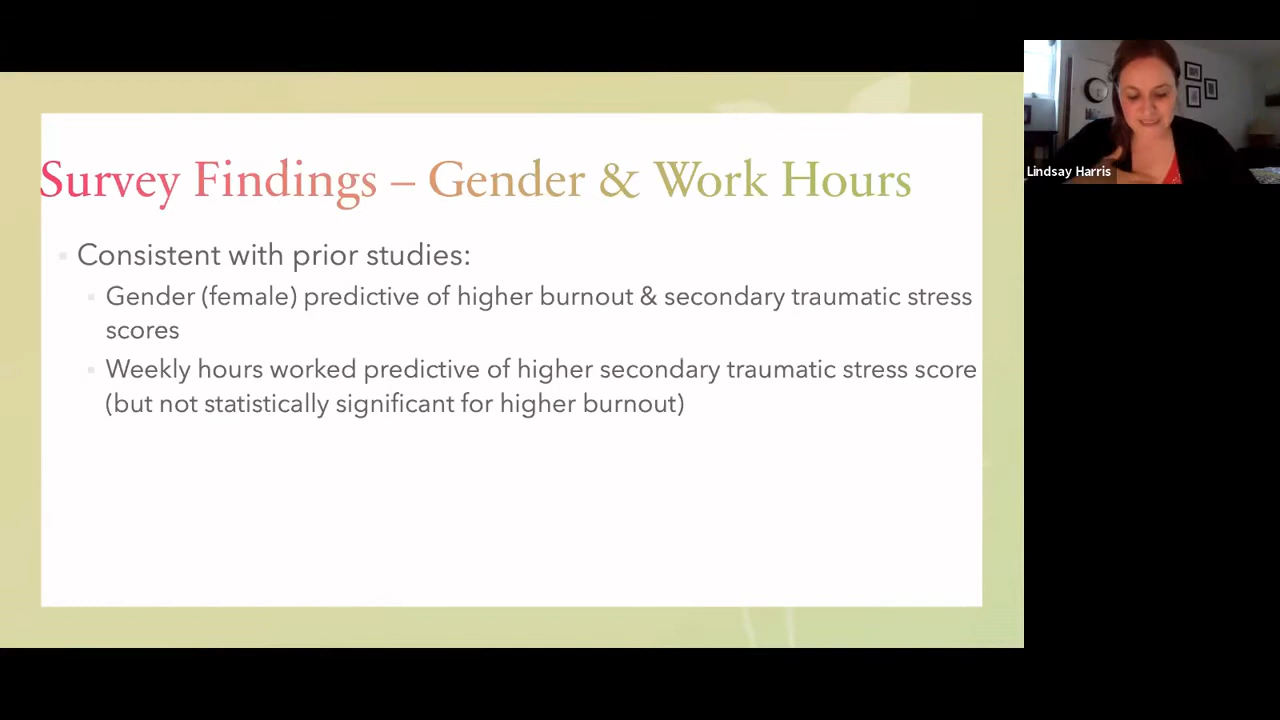 Survey Findings – Gender & Work Hours
Consistent with prior studies:
Gender (female) predictive of higher burnout & secondary traumatic stress
scores
Weekly hours worked predictive of higher secondary traumatic stress score
(but not statistically significant for higher burnout)
Lindsay Harris